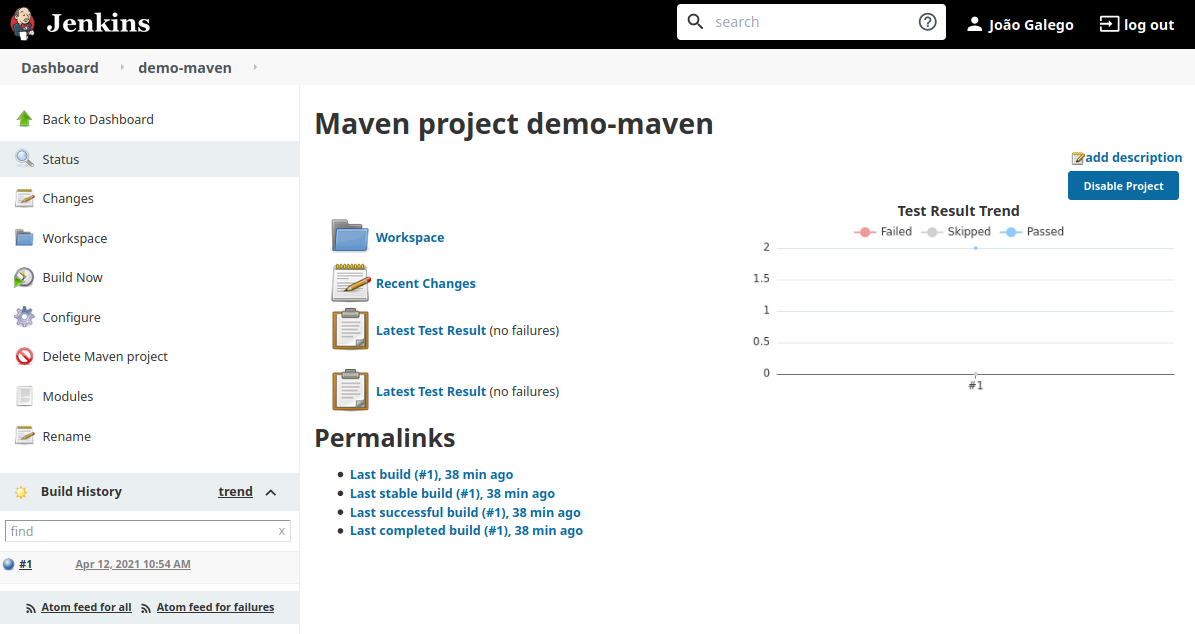 Jenkins
search
João Galego
log out
Dashboard
demo-maven
Back to Dashboard
Status
Changes
Workspace
Build Now
Configure
Delete Maven project
Modules
Rename
Build History
trend
find
x
#1
Apr 12, 2021 10:54 AM
Atom feed for all
Atom feed for failures
Maven project demo-maven
add description
Disable Project
Workspace
Recent Changes
Latest Test Result (no failures)
Latest Test Result (no failures)
Test Result Trend
Failed Skipped Passed
2
1.5
1
0.5
0
#1
Permalinks
Last build (#1), 38 min ago
Last stable build (#1), 38 min ago
Last successful build (#1), 38 min ago
Last completed build (#1), 38 min ago